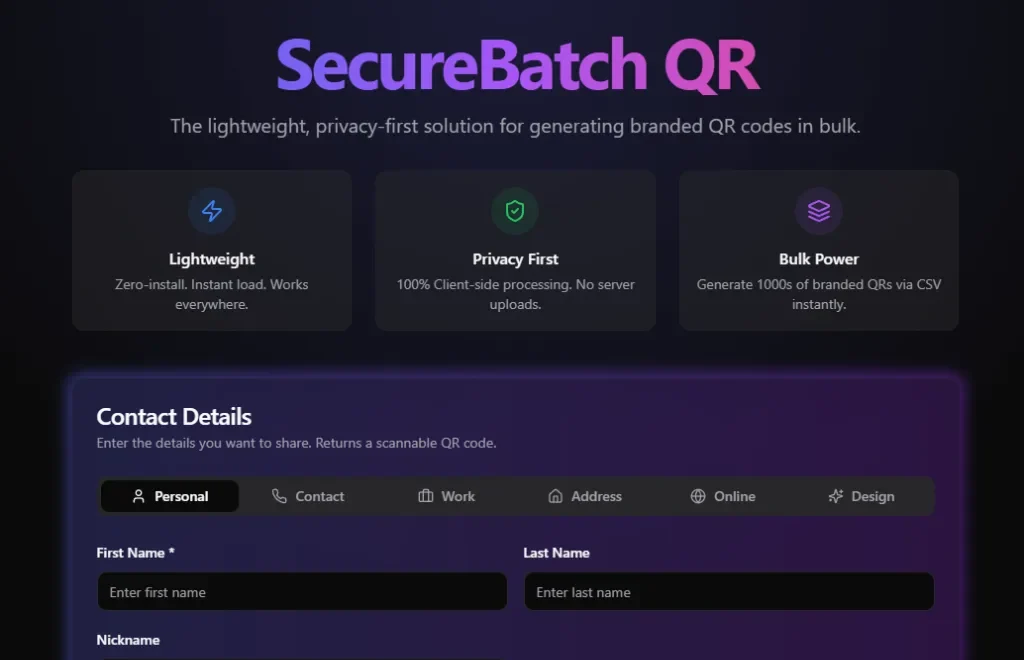 SecureBatch QR
The lightweight, privacy-first solution for generating branded QR codes in bulk.
Lightweight
Zero-install. Instant load. Works
everywhere.
Privacy First
100% Client-side processing. No server
uploads.
Bulk Power
Generate 1000s of branded QRs via CSV
instantly.
Contact Details
Enter the details you want to share. Returns a scannable QR code.
Personal
Contact
Work
Address
Online
Design
First Name *
Last Name
Enter first name
Enter last name
Nickname